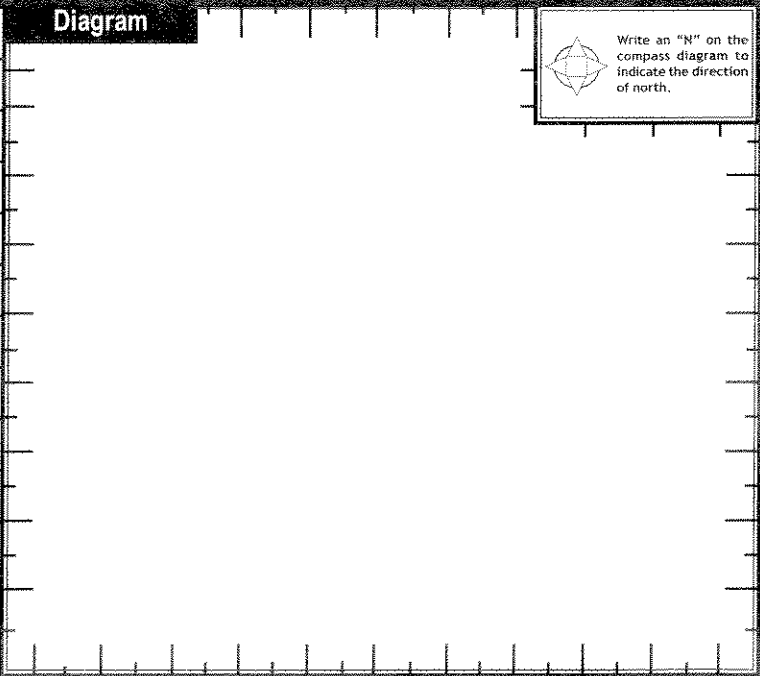 Diagram
Write an "N" on the
compass diagram to
indicate the direction
of north.